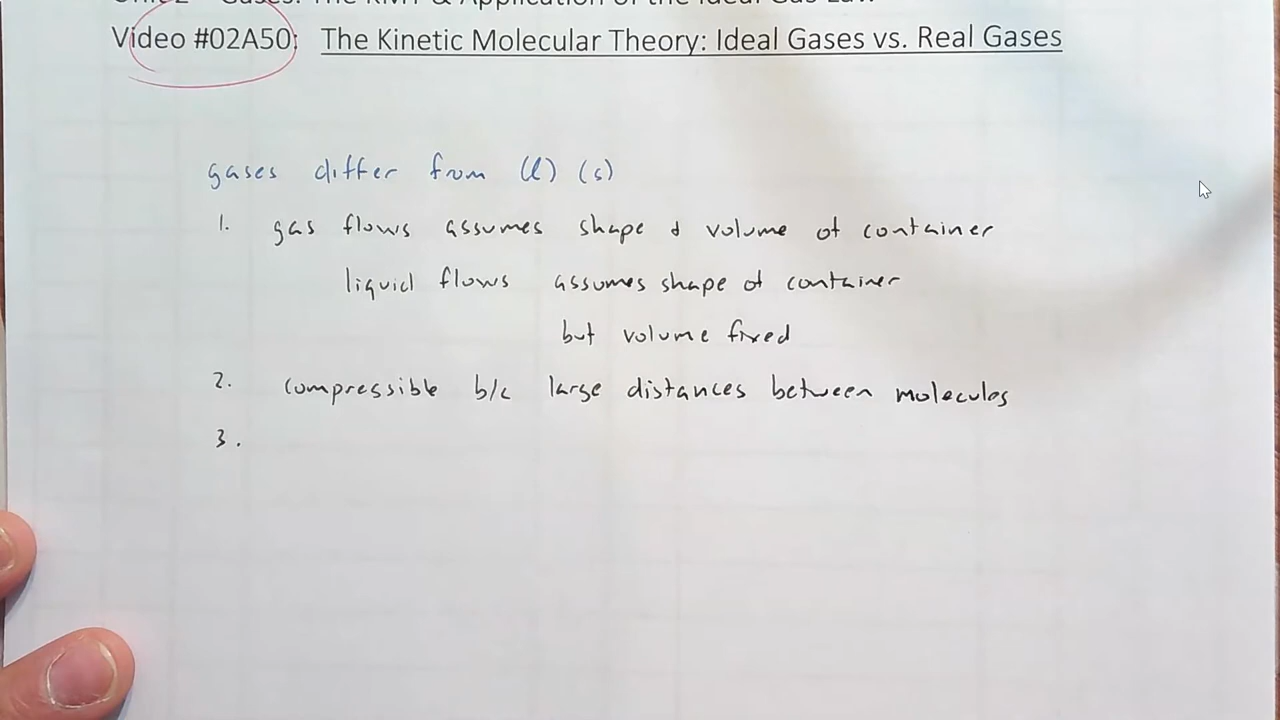 Video #02A50: The Kinetic Molecular Theory: Ideal Gases vs. Real Gases
gases differ from (l) (s)
1. gas flows assumes shape & volume of container
liquid flows assumes shape of container
but volume fixed
2. compressible b/c large distances between molecules
3.